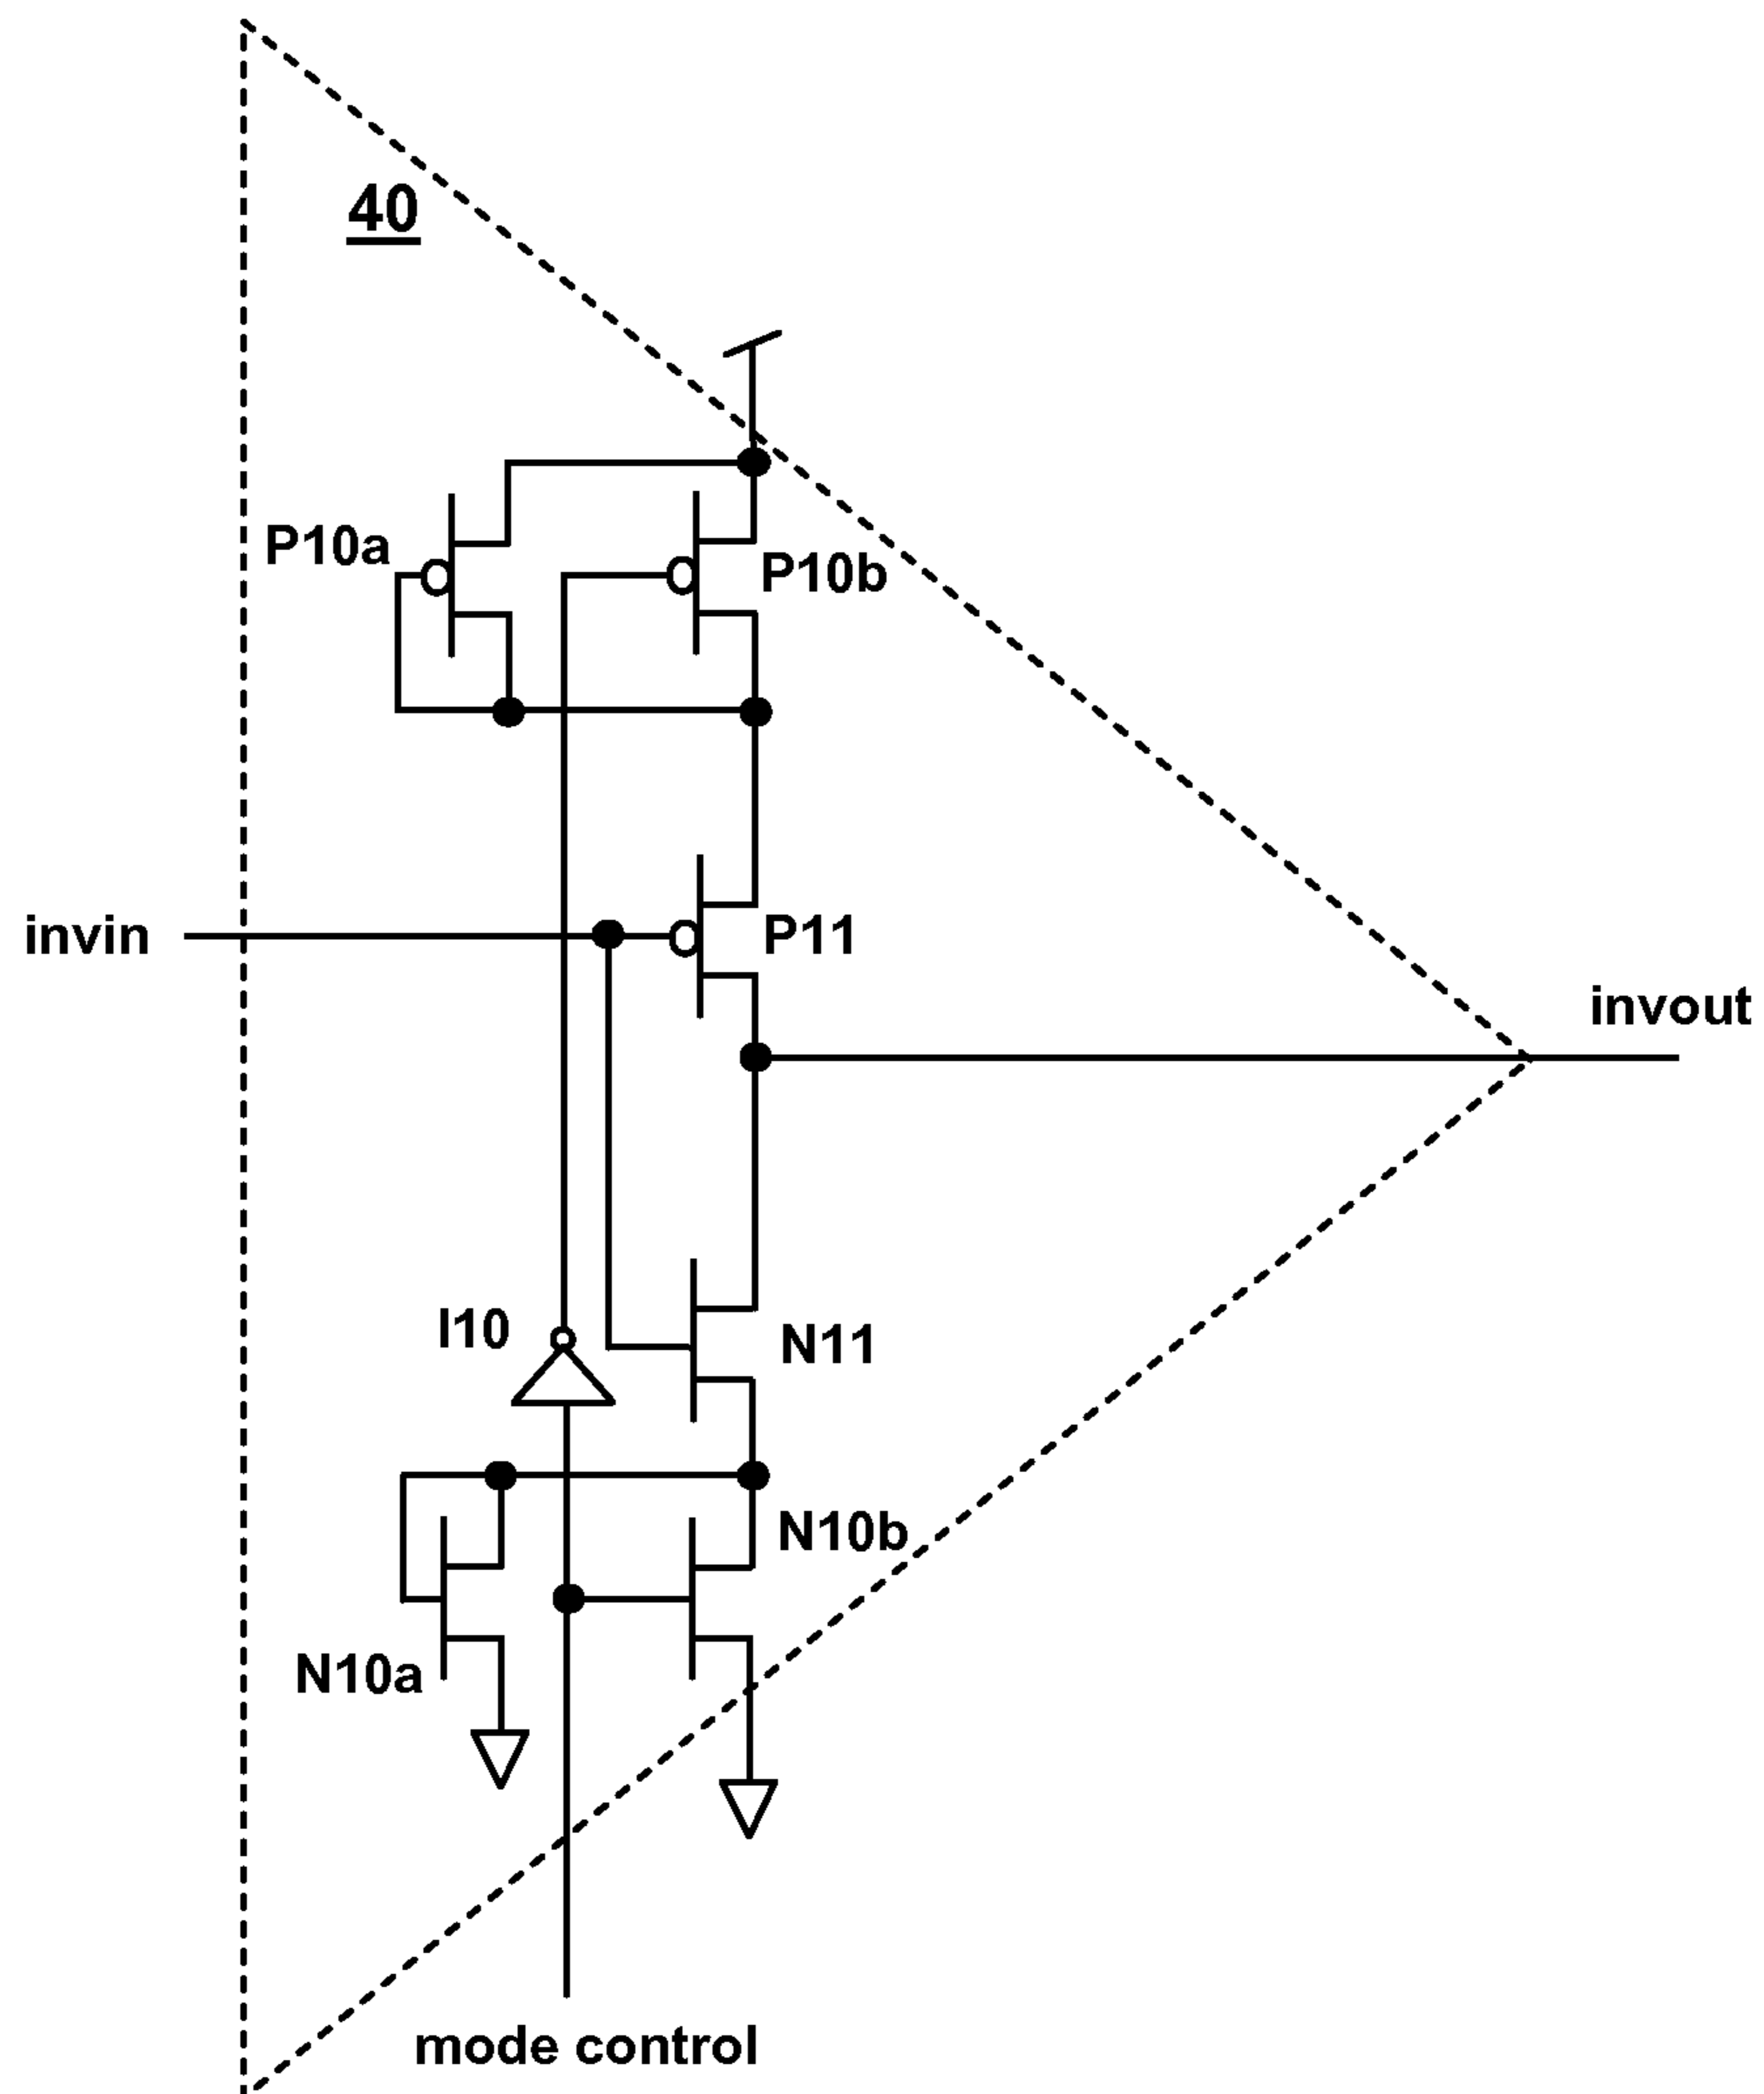 40
P10a
P10b
invin
P11
invout
I10
N11
N10b
N10a
mode control